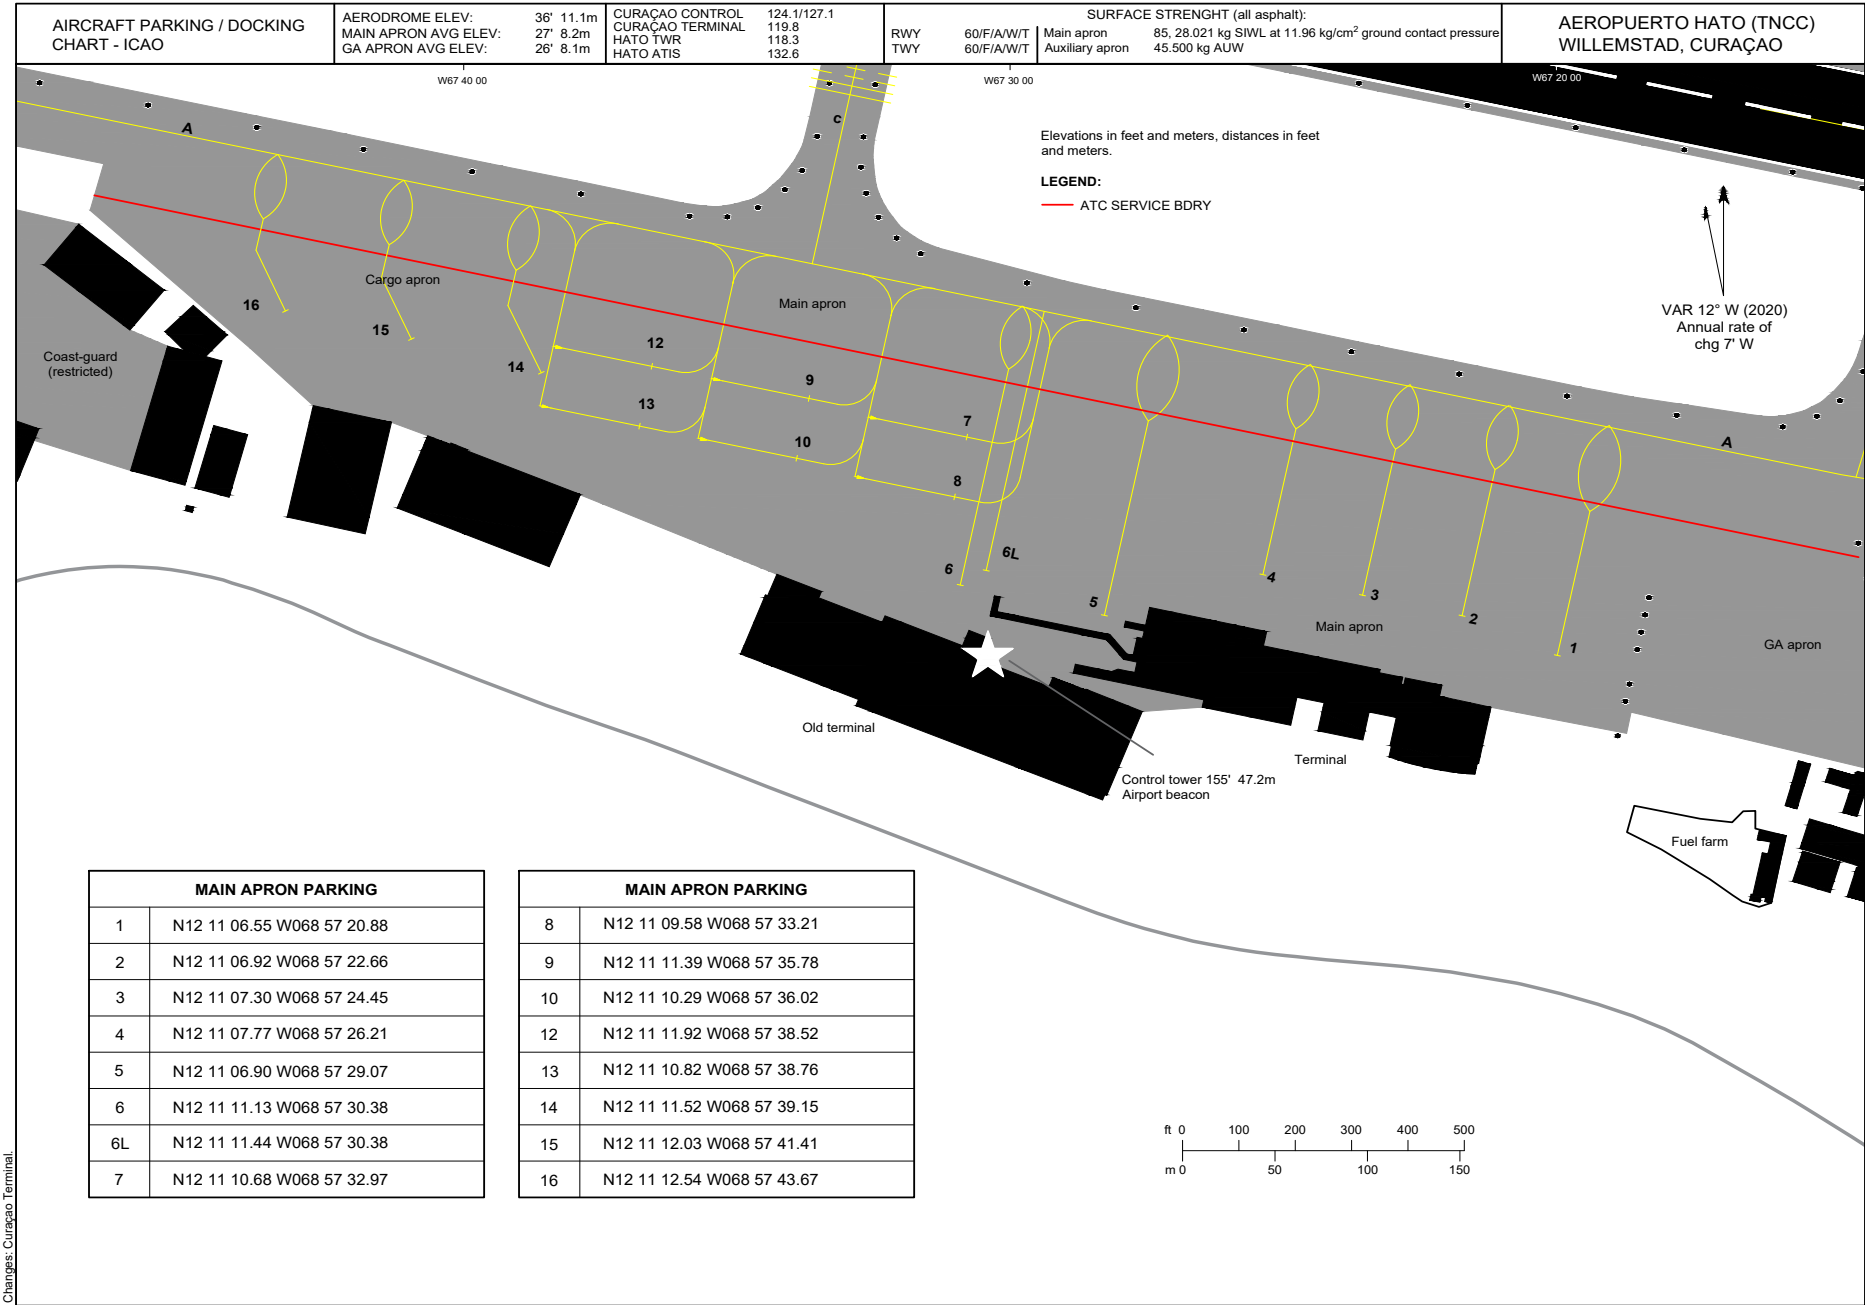 AIRCRAFT PARKING / DOCKING
CHART - ICAO
AERODROME ELEV: 36' 11.1m
MAIN APRON AVG ELEV: 27' 8.2m
GA APRON AVG ELEV: 26' 8.1m
CURAÇAO CONTROL 124.1/127.1
CURAÇAO TERMINAL 119.8
HATO TWR 118.3
HATO ATIS 132.6
SURFACE STRENGHT (all asphalt):
RWY 60/F/A/W/T Main apron 85, 28.021 kg SIWL at 11.96 kg/cm² ground contact pressure
TWY 60/F/A/W/T Auxiliary apron 45.500 kg AUW
AEROPUERTO HATO (TNCC)
WILLEMSTAD, CURAÇAO
W67 40 00
W67 30 00
W67 20 00
A
c
Elevations in feet and meters, distances in feet
and meters.
LEGEND:
ATC SERVICE BDRY
VAR 12° W (2020)
Annual rate of
chg 7' W
Cargo apron
Main apron
16
15
14
12
13
9
10
7
8
Coast-guard
(restricted)
A
6
6L
5
4
3
2
1
Main apron
GA apron
Old terminal
Terminal
Control tower 155' 47.2m
Airport beacon
Fuel farm
MAIN APRON PARKING
1 N12 11 06.55 W068 57 20.88
2 N12 11 06.92 W068 57 22.66
3 N12 11 07.30 W068 57 24.45
4 N12 11 07.77 W068 57 26.21
5 N12 11 06.90 W068 57 29.07
6 N12 11 11.13 W068 57 30.38
6L N12 11 11.44 W068 57 30.38
7 N12 11 10.68 W068 57 32.97
MAIN APRON PARKING
8 N12 11 09.58 W068 57 33.21
9 N12 11 11.39 W068 57 35.78
10 N12 11 10.29 W068 57 36.02
12 N12 11 11.92 W068 57 38.52
13 N12 11 10.82 W068 57 38.76
14 N12 11 11.52 W068 57 39.15
15 N12 11 12.03 W068 57 41.41
16 N12 11 12.54 W068 57 43.67
ft 0 100 200 300 400 500
m 0 50 100 150
Changes: Curaçao Terminal.